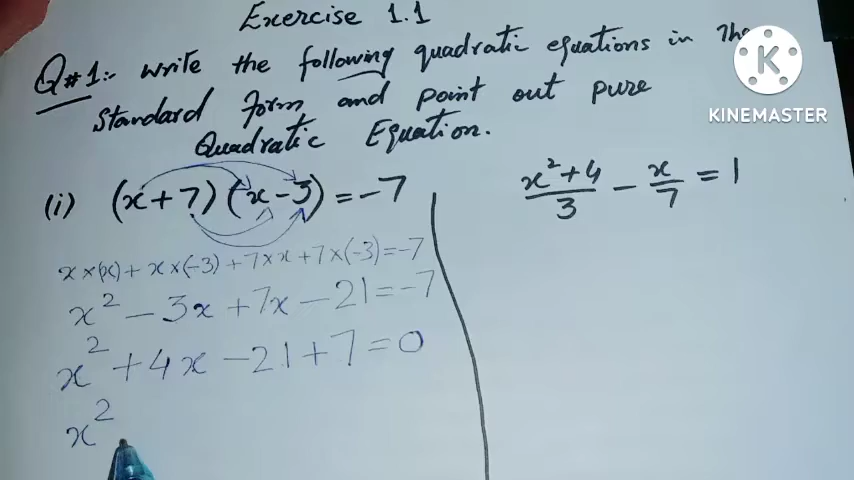 Exercise 1.1
Q#1:- write the following quadratic equations in the
standard form and point out pure
Quadratic Equation.
K
KINEMASTER
(i) (x+7)(x-3)=-7
x×(x)+x×(-3)+7×x+7×(-3)=-7
x²-3x+7x-21=-7
x²+4x-21+7=0
x²
(x²+4)/3 - x/7 = 1